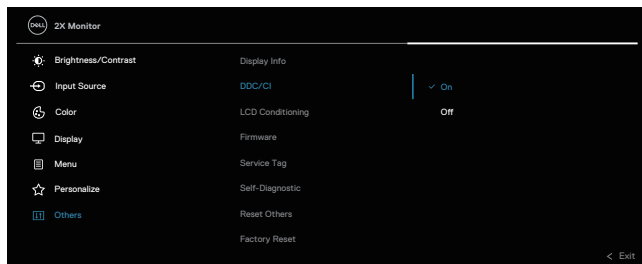 DELL 2X Monitor
Brightness/Contrast Display Info
Input Source DDC/CI ✓ On
Color LCD Conditioning Off
Display Firmware
Menu Service Tag
Personalize Self-Diagnostic
Others Reset Others
Factory Reset
< Exit